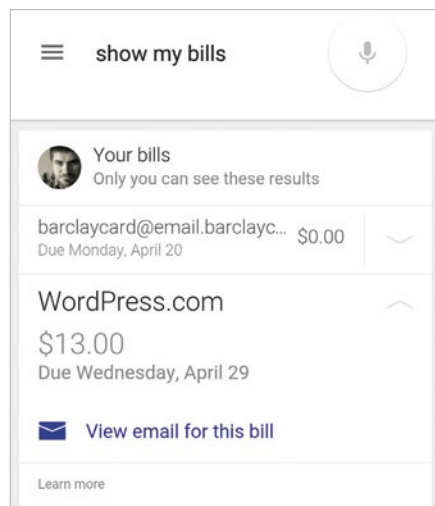 show my bills
Your bills
Only you can see these results
barclaycard@email.barclayc... $0.00
Due Monday, April 20
WordPress.com
$13.00
Due Wednesday, April 29
View email for this bill
Learn more